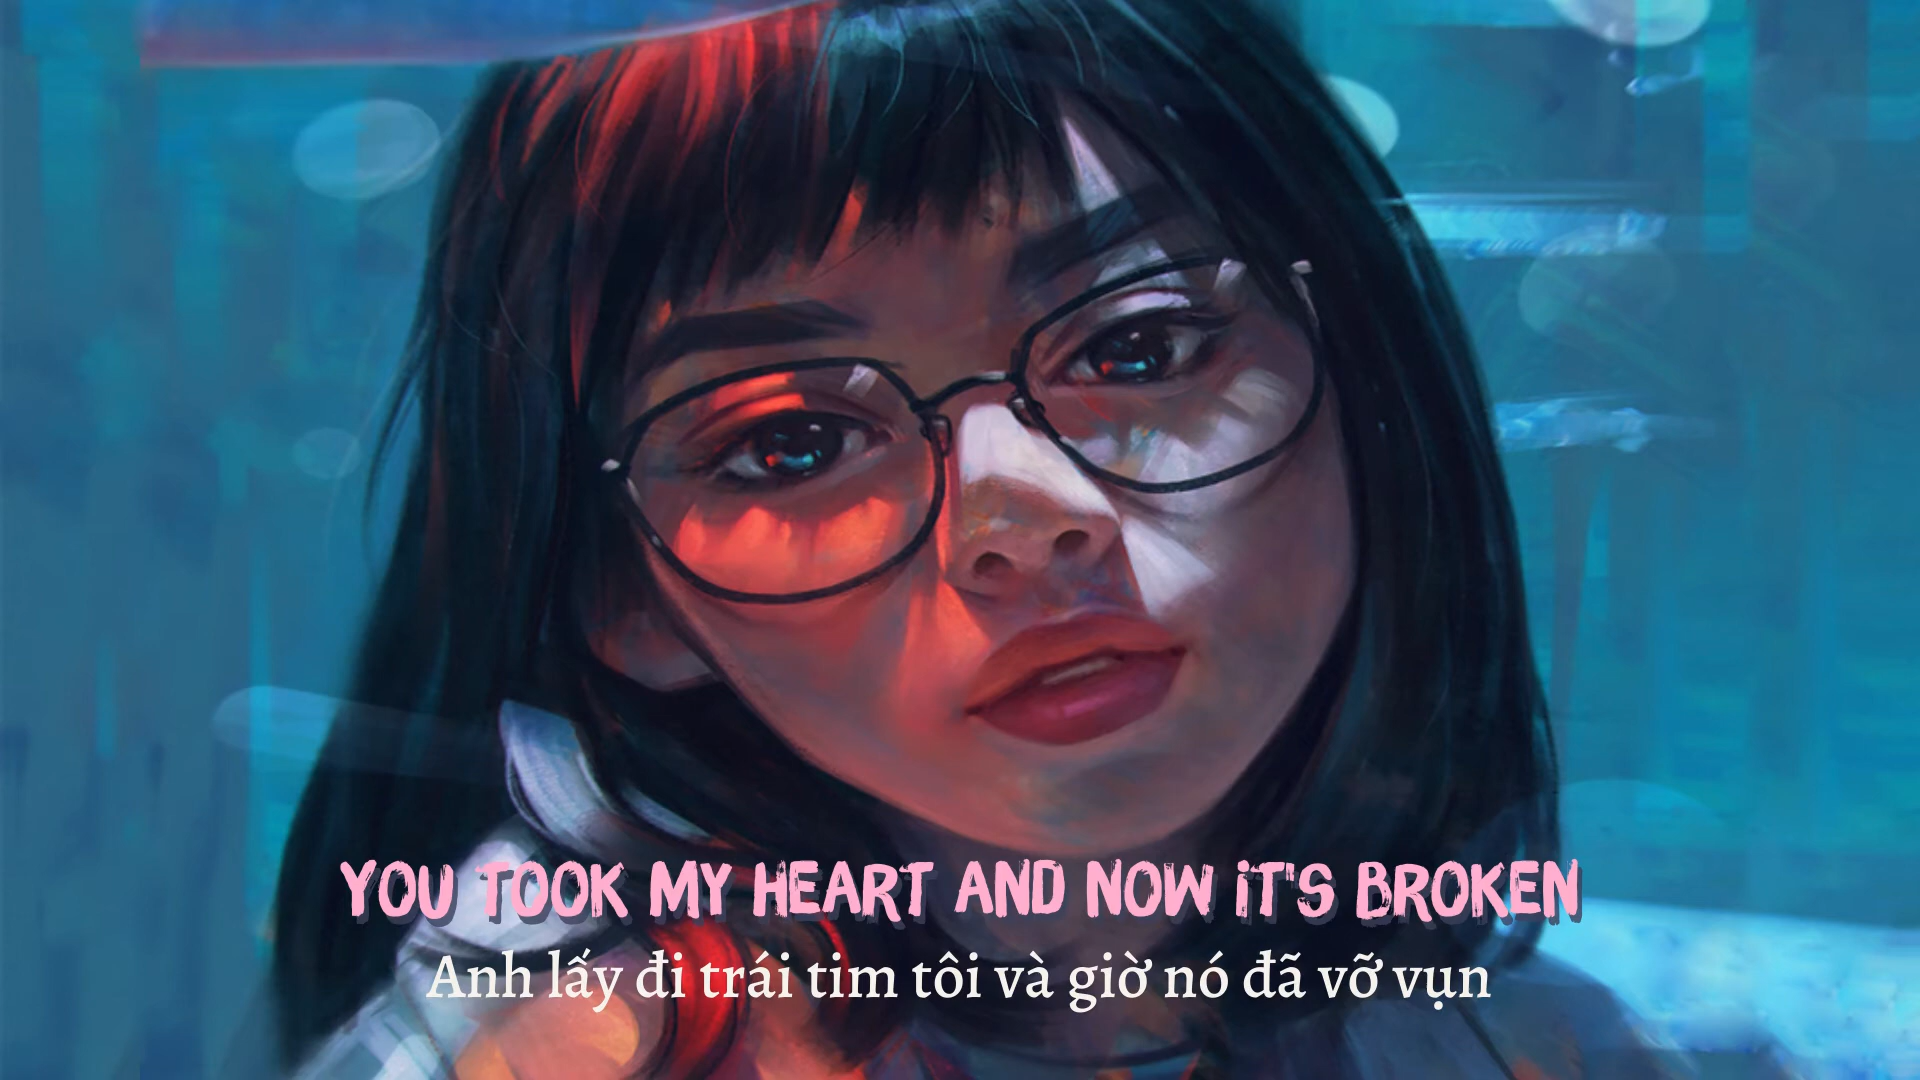 YOU TOOK MY HEART AND NOW iT'S BROKEN
Anh lấy đi trái tim tôi và giờ nó đã vỡ vụn